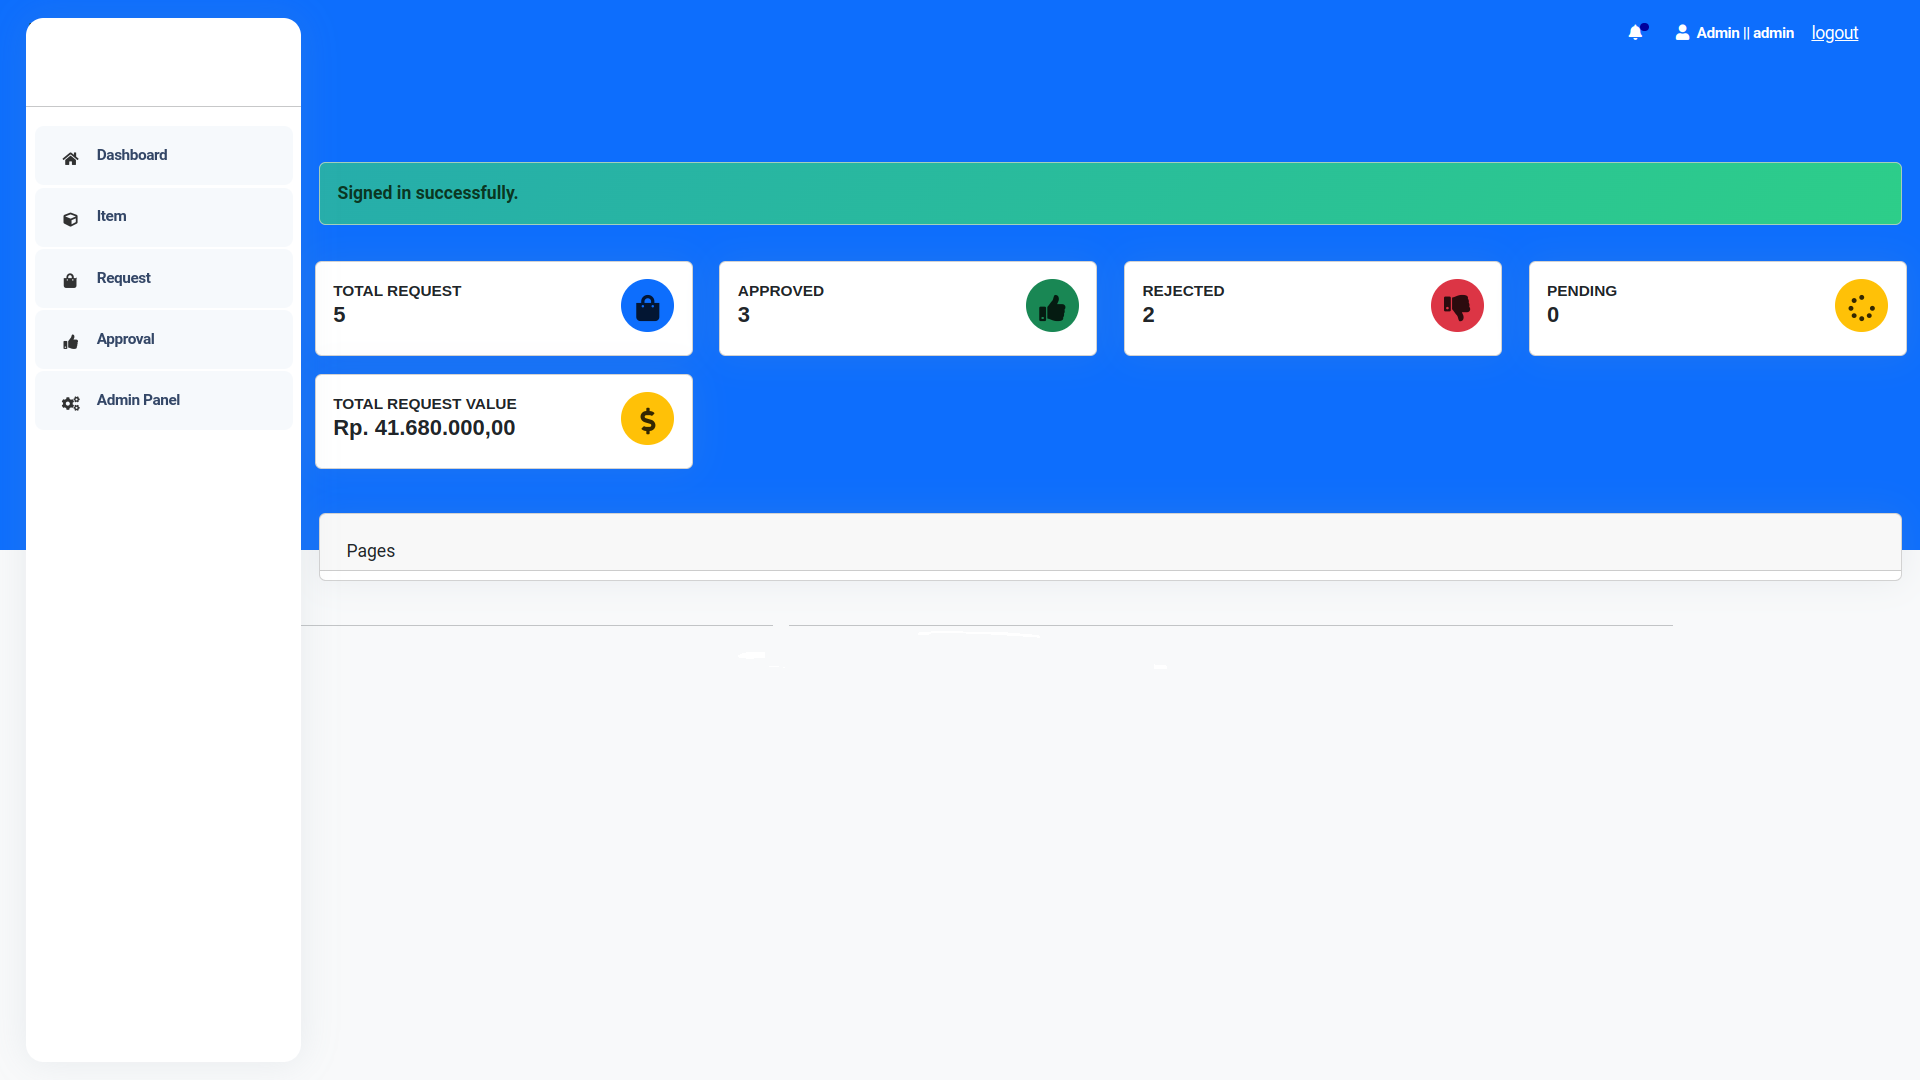 Admin || admin logout
Dashboard
Item
Request
Approval
Admin Panel
Signed in successfully.
TOTAL REQUEST
5
APPROVED
3
REJECTED
2
PENDING
0
TOTAL REQUEST VALUE
Rp. 41.680.000,00
Pages